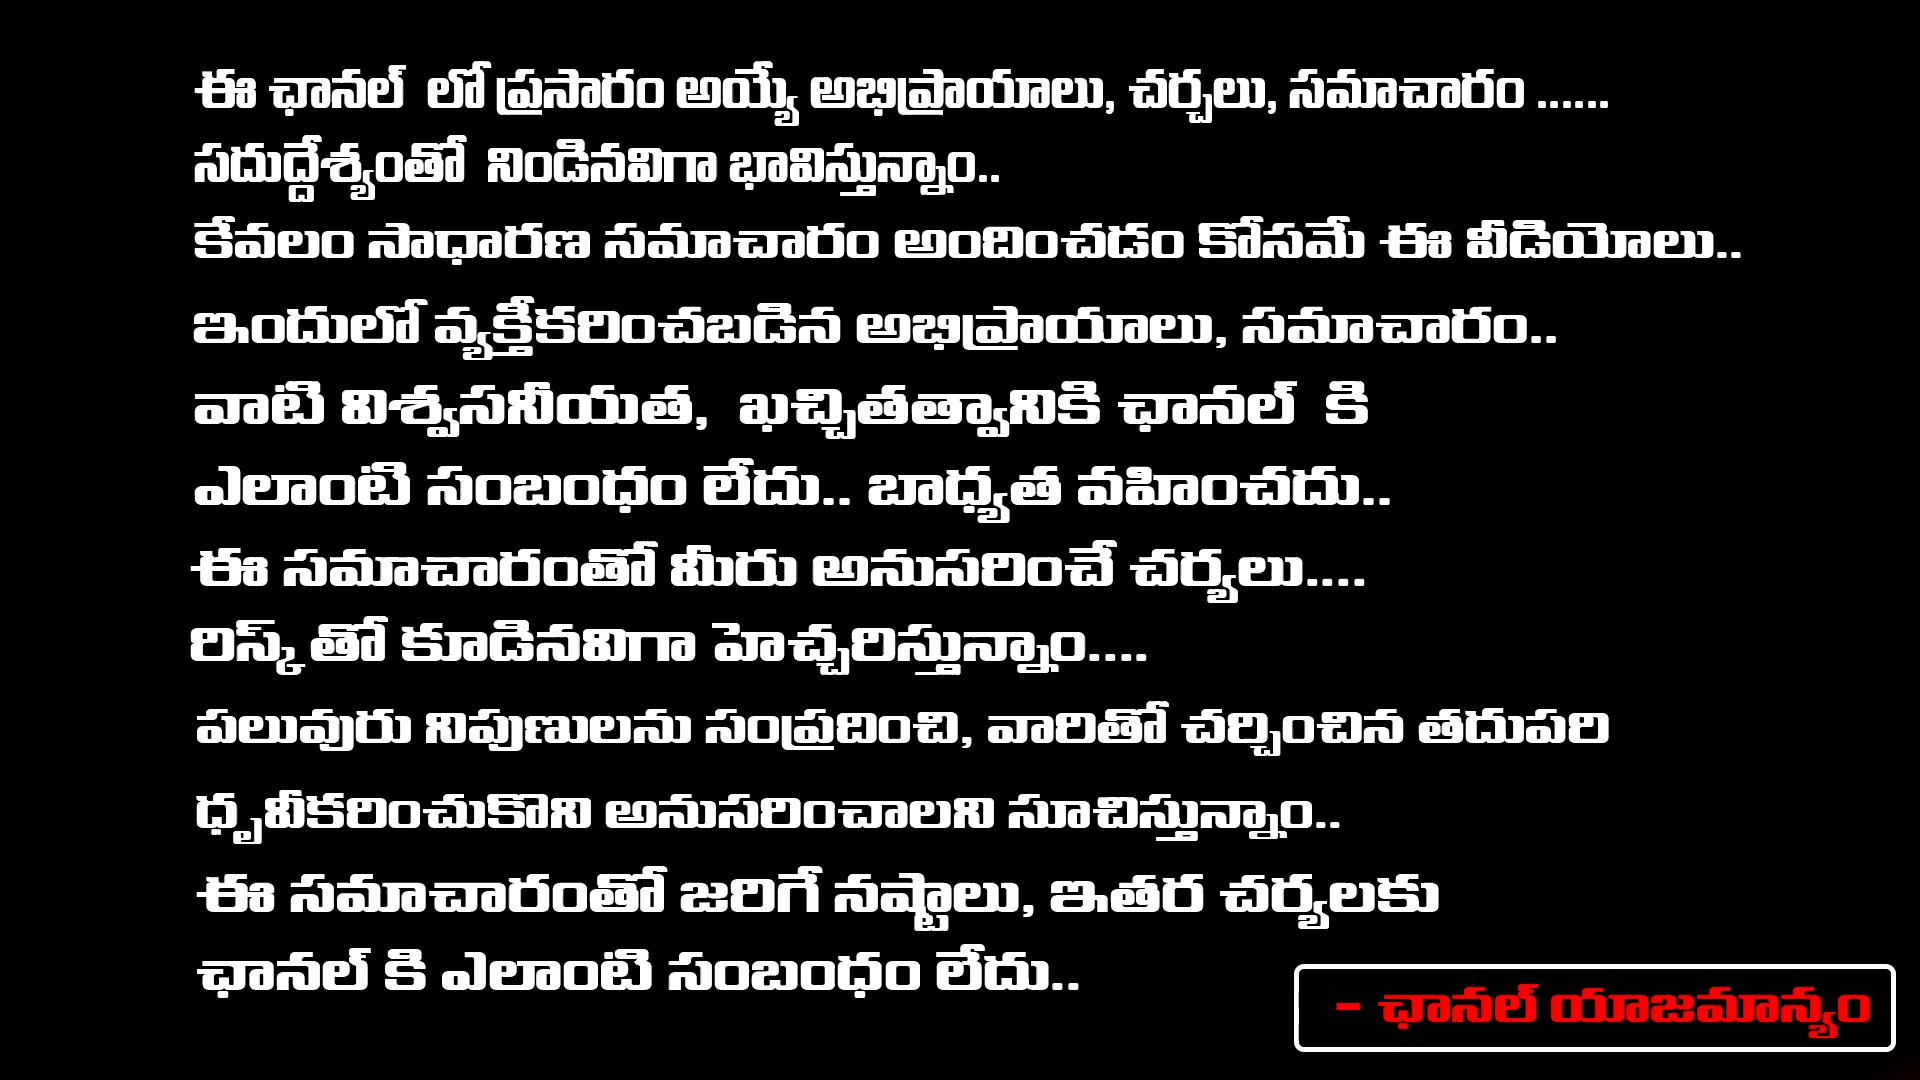 ఈ ఛానల్ లో ప్రసారం అయ్యే అభిప్రాయాలు, చర్చలు, సమాచారం ......
సదుద్దేశ్యంతో నిండినవిగా భావిస్తున్నాం..
కేవలం సాధారణ సమాచారం అందించడం కోసమే ఈ వీడియోలు..
ఇందులో వ్యక్తీకరించబడిన అభిప్రాయాలు, సమాచారం..
వాటి విశ్వసనీయత, ఖచ్చితత్వానికి ఛానల్ కి
ఎలాంటి సంబంధం లేదు.. బాధ్యత వహించదు..
ఈ సమాచారంతో మీరు అనుసరించే చర్యలు....
రిస్క్ తో కూడినవిగా హెచ్చరిస్తున్నాం....
పలువురు నిపుణులను సంప్రదించి, వారితో చర్చించిన తదుపరి
ధృవీకరించుకొని అనుసరించాలని సూచిస్తున్నాం..
ఈ సమాచారంతో జరిగే నష్టాలు, ఇతర చర్యలకు
ఛానల్ కి ఎలాంటి సంబంధం లేదు..
- ఛానల్ యాజమాన్యం